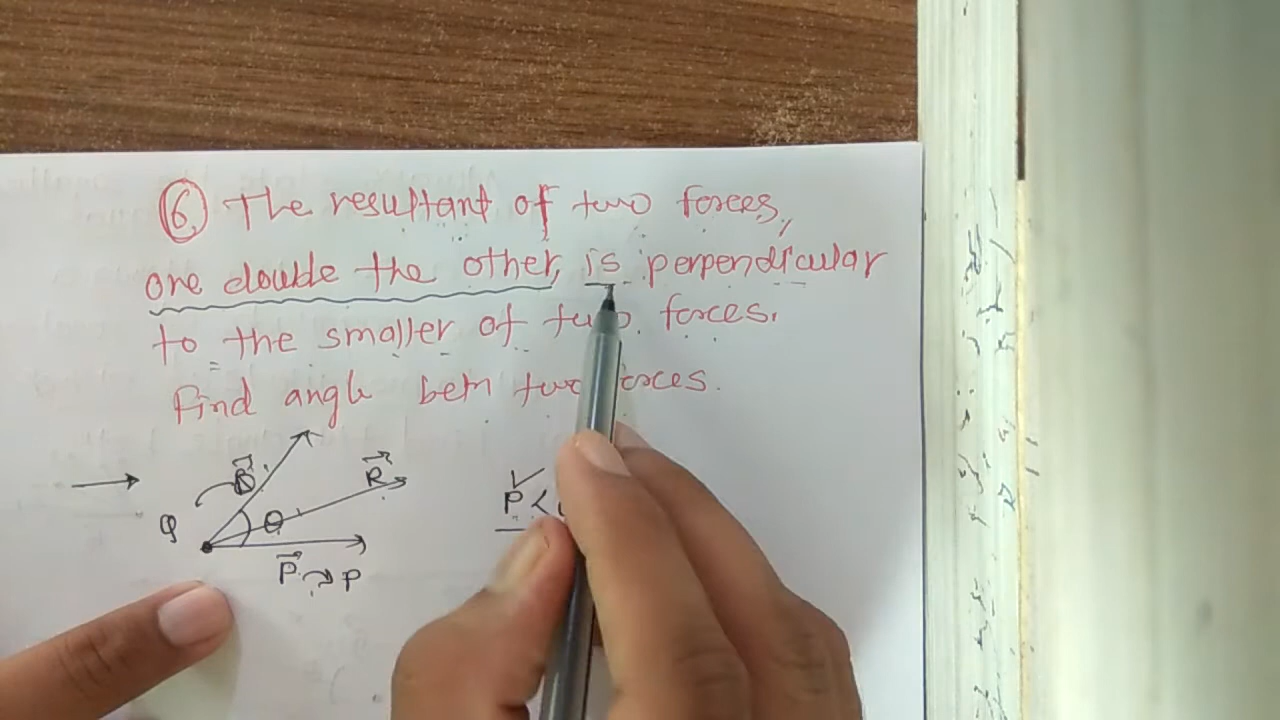 6 The resultant of two forces,
one double the other, is perpendicular
to the smaller of two forces.
Find angle betn two forces.
Q R
Q θ
P P
P <